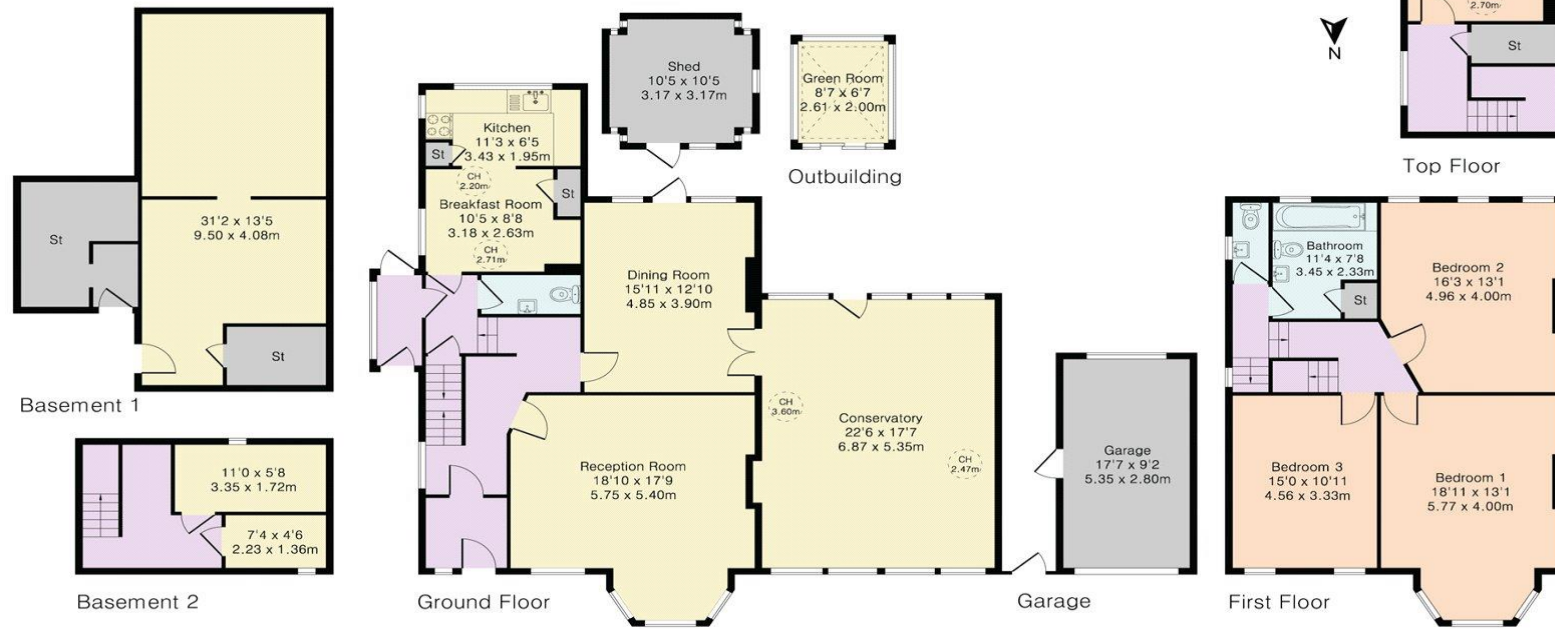 St
31'2 x 13'5
9.50 x 4.08m
St
Basement 1
11'0 x 5'8
3.35 x 1.72m
7'4 x 4'6
2.23 x 1.36m
Basement 2
Kitchen
11'3 x 6'5
3.43 x 1.95m
St
CH
2.20m
St
Breakfast Room
10'5 x 8'8
3.18 x 2.63m
CH
2.71m
Dining Room
15'11 x 12'10
4.85 x 3.90m
Reception Room
18'10 x 17'9
5.75 x 5.40m
CH
3.60m
Conservatory
22'6 x 17'7
6.87 x 5.35m
CH
2.47m
Ground Floor
Shed
10'5 x 10'5
3.17 x 3.17m
Green Room
8'7 x 6'7
2.61 x 2.00m
Outbuilding
Garage
17'7 x 9'2
5.35 x 2.80m
Garage
N
2.70m
St
Top Floor
Bathroom
11'4 x 7'8
3.45 x 2.33m
St
Bedroom 2
16'3 x 13'1
4.96 x 4.00m
Bedroom 3
15'0 x 10'11
4.56 x 3.33m
Bedroom 1
18'11 x 13'1
5.77 x 4.00m
First Floor